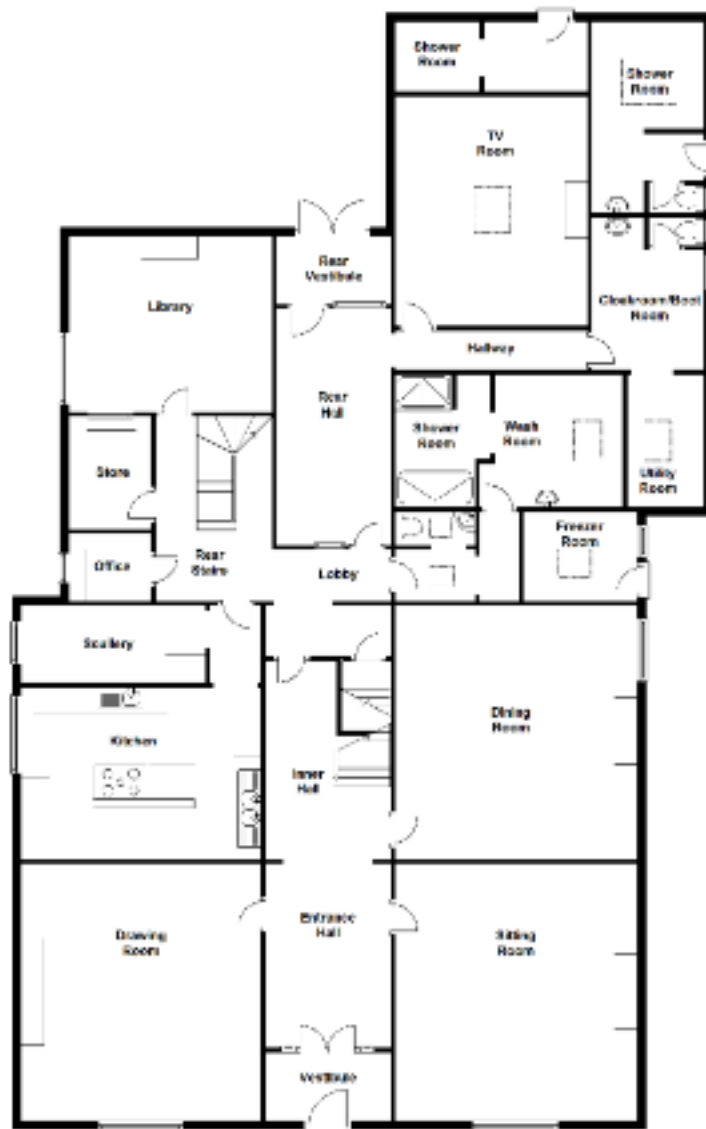 Shower
Room
Shower
Room
TV
Room
Rear
Vestibule
Library
Cloakroom/Boot
Room
Hallway
Rear
Hall
Shower
Room
Wash
Room
Store
Utility
Room
Freezer
Room
Office
Rear
Stairs
Lobby
Scullery
Dining
Room
Kitchen
Inner
Hall
Drawing
Room
Entrance
Hall
Sitting
Room
Vestibule